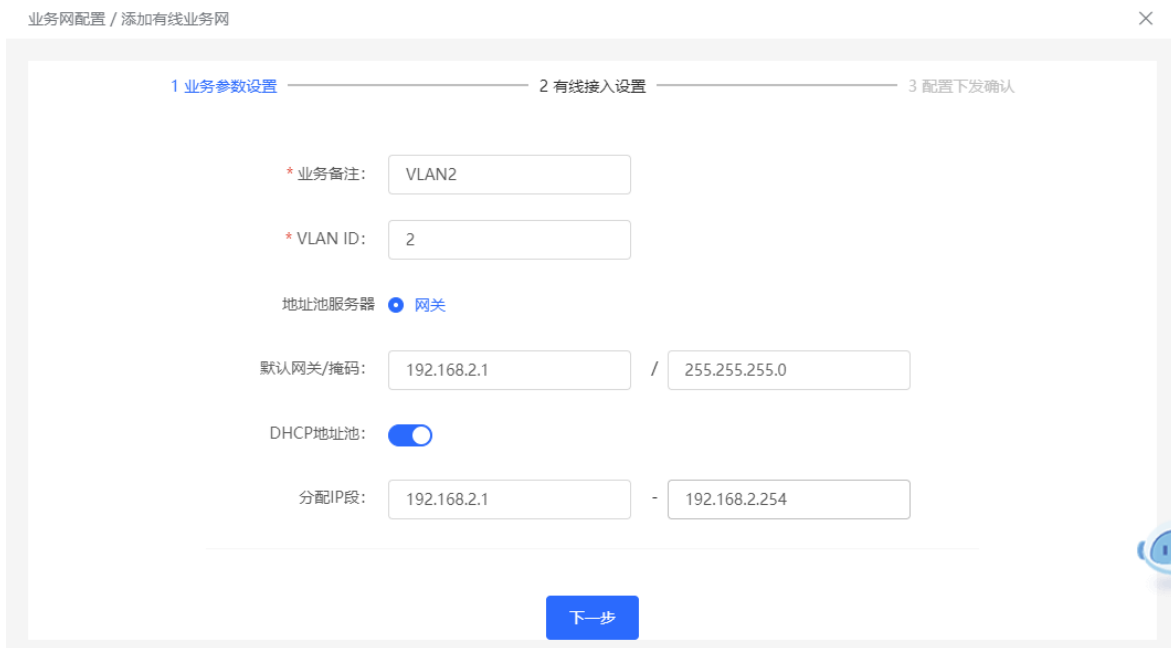 业务网配置 / 添加有线业务网
1 业务参数设置 2 有线接入设置 3 配置下发确认
* 业务备注： VLAN2
* VLAN ID： 2
地址池服务器 网关
默认网关/掩码： 192.168.2.1 / 255.255.255.0
DHCP地址池：
分配IP段： 192.168.2.1 - 192.168.2.254
下一步